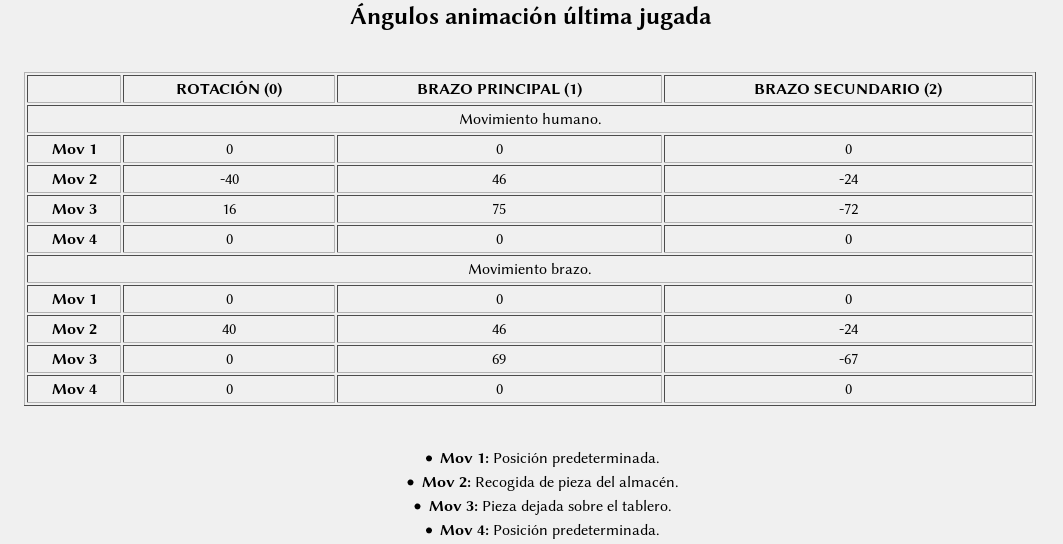 Ángulos animación última jugada
ROTACIÓN (0) BRAZO PRINCIPAL (1) BRAZO SECUNDARIO (2)
Movimiento humano.
Mov 1 0 0 0
Mov 2 -40 46 -24
Mov 3 16 75 -72
Mov 4 0 0 0
Movimiento brazo.
Mov 1 0 0 0
Mov 2 40 46 -24
Mov 3 0 69 -67
Mov 4 0 0 0
• Mov 1: Posición predeterminada.
• Mov 2: Recogida de pieza del almacén.
• Mov 3: Pieza dejada sobre el tablero.
• Mov 4: Posición predeterminada.